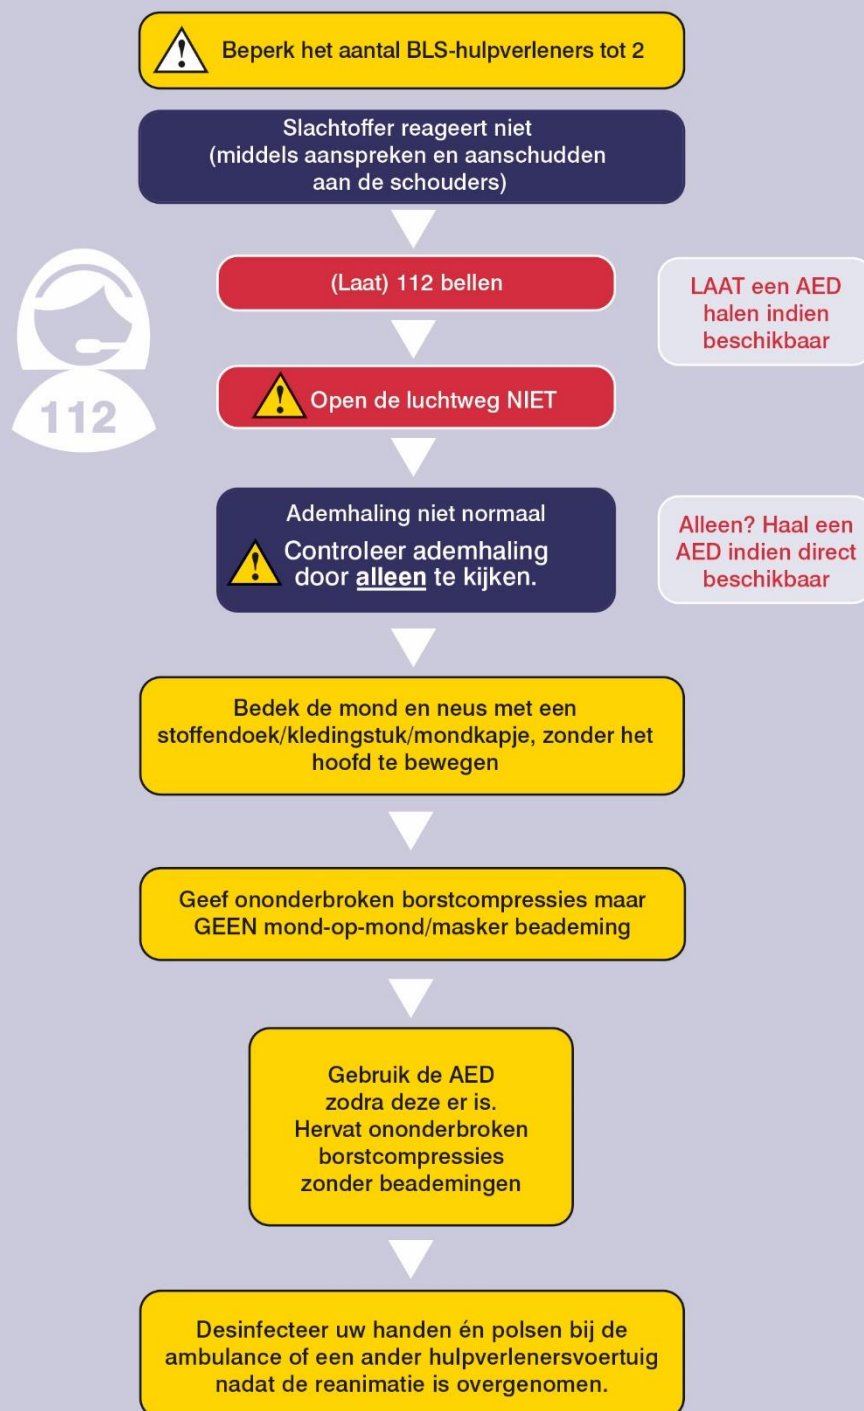 Beperk het aantal BLS-hulpverleners tot 2
Slachtoffer reageert niet
(middels aanspreken en aanschudden
aan de schouders)
(Laat) 112 bellen
LAAT een AED
halen indien
beschikbaar
112
Open de luchtweg NIET
Ademhaling niet normaal
Controleer ademhaling
door alleen te kijken.
Alleen? Haal een
AED indien direct
beschikbaar
Bedek de mond en neus met een
stoffendoek/kledingstuk/mondkapje, zonder het
hoofd te bewegen
Geef ononderbroken borstcompressies maar
GEEN mond-op-mond/masker beademing
Gebruik de AED
zodra deze er is.
Hervat ononderbroken
borstcompressies
zonder beademingen
Desinfecteer uw handen én polsen bij de
ambulance of een ander hulpverlenersvoertuig
nadat de reanimatie is overgenomen.